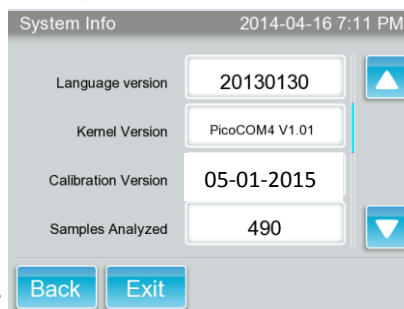 System Info 2014-04-16 7:11 PM
Language version 20130130
Kernel Version PicoCOM4 V1.01
Calibration Version 05-01-2015
Samples Analyzed 490
Back Exit